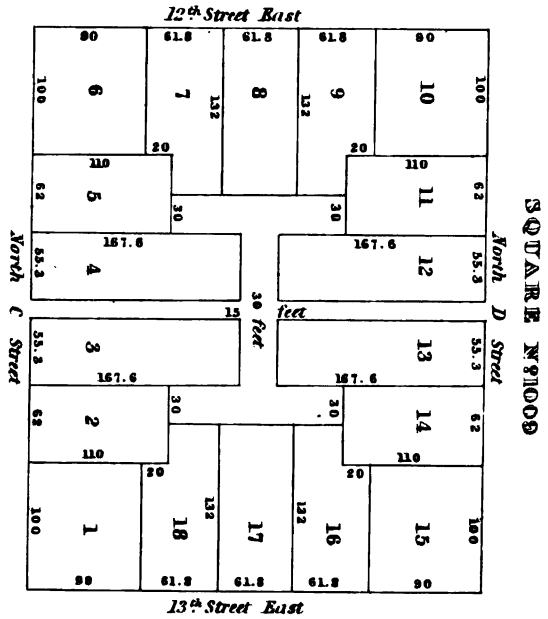 12th Street East
90 61.8 61.8 61.8 90
100 6 7 132 8 132 9 10 100
20 20
110 110
62 5 30 30 11 62
167.6 167.6
55.3 4 12 55.3
North C Street
15 feet
30 feet
North D Street
SQUARE No. 1009
55.3 3 13 55.3
167.6 167.6
62 2 30 30 14 62
110 110
20 20
100 1 18 132 17 132 16 15 100
90 61.8 61.8 61.8 90
13th Street East